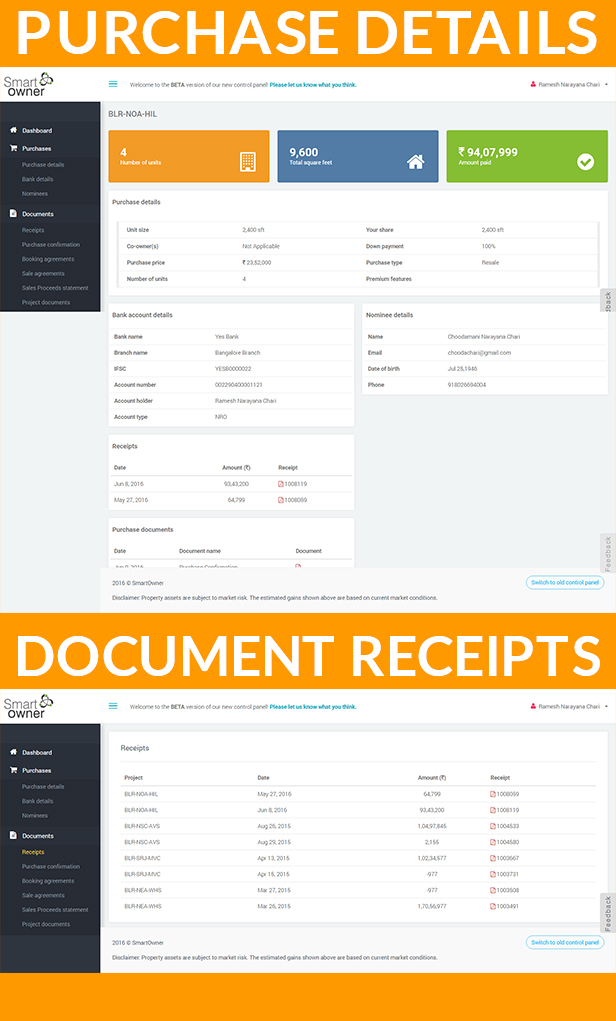 PURCHASE DETAILS
Smart owner
Welcome to the BETA version of our new control panel! Please let us know what you think.
Ramesh Narayana Chari
Dashboard
Purchases
Purchase details
Bank details
Nominees
Documents
Receipts
Purchase confirmation
Booking agreements
Sale agreements
Sales Proceeds statement
Project documents
BLR-NOA-HIL
4
Number of units
9,600
Total square feet
₹ 94,07,999
Amount paid
Purchase details
Unit size 2,400 sft Your share 2,400 sft
Co-owner(s) Not Applicable Down payment 100%
Purchase price ₹ 23,52,000 Purchase type Resale
Number of units 4 Premium features
Bank account details
Bank name Yes Bank
Branch name Bangalore Branch
IFSC YESB0000022
Account number 002290400001121
Account holder Ramesh Narayana Chari
Account type NRO
Nominee details
Name Choodamani Narayana Chari
Email choodachari@gmail.com
Date of birth Jul 25,1946
Phone 918026694004
Receipts
Date Amount (₹) Receipt
Jun 8, 2016 93,43,200 1008119
May 27, 2016 64,799 1008089
Purchase documents
Date Document name Document
Purchase Confirmation
dback
Feedback
2016 © SmartOwner
Switch to old control panel
Disclaimer: Property assets are subject to market risk. The estimated gains shown above are based on current market conditions.
DOCUMENT RECEIPTS
Smart owner
Welcome to the BETA version of our new control panel! Please let us know what you think.
Ramesh Narayana Chari
Dashboard
Purchases
Purchase details
Bank details
Nominees
Documents
Receipts
Purchase confirmation
Booking agreements
Sale agreements
Sales Proceeds statement
Project documents
Receipts
Project Date Amount (₹) Receipt
BLR-NOA-HIL May 27, 2016 64,799 1008089
BLR-NOA-HIL Jun 8, 2016 93,43,200 1008119
BLR-NSC-AVS Aug 26, 2015 1,04,97,845 1004533
BLR-NSC-AVS Aug 29, 2015 2,155 1004580
BLR-SRJ-MVC Apr 13, 2015 1,02,34,577 1003667
BLR-SRJ-MVC Apr 15, 2015 -977 1003731
BLR-NEA-WHS Mar 27, 2015 -977 1003508
BLR-NEA-WHS Mar 26, 2015 1,70,56,977 1003491
Feedback
2016 © SmartOwner
Switch to old control panel
Disclaimer: Property assets are subject to market risk. The estimated gains shown above are based on current market conditions.